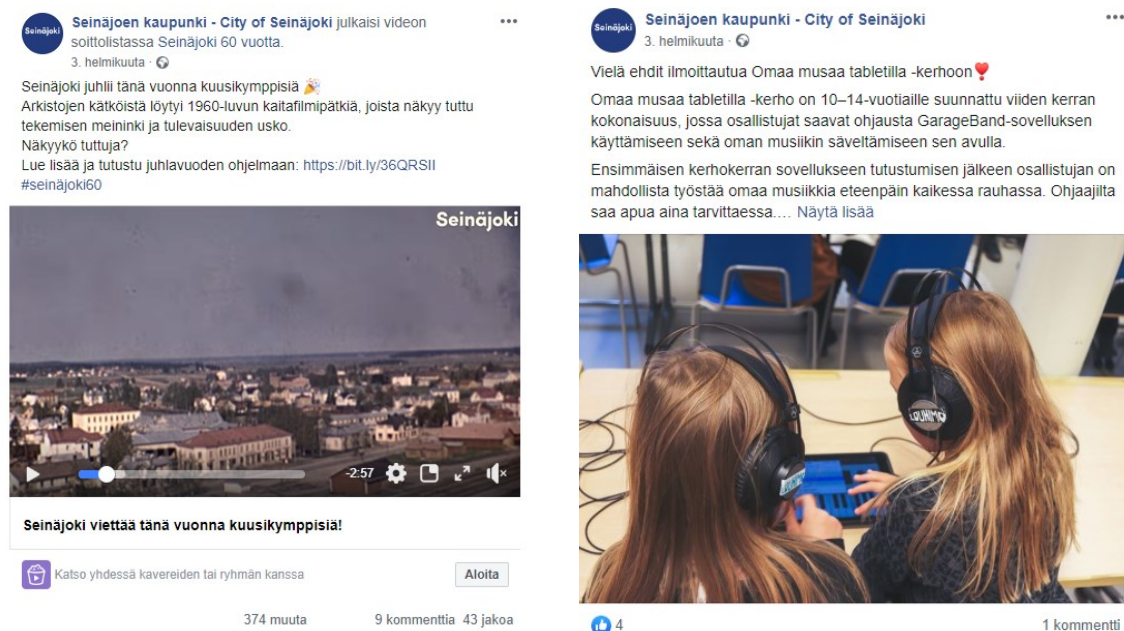 Seinäjoki
Seinäjoen kaupunki - City of Seinäjoki julkaisi videon
soittolistassa Seinäjoki 60 vuotta.
3. helmikuuta ·
Seinäjoki juhlii tänä vuonna kuusikymppisiä 🎉
Arkistojen kätköistä löytyi 1960-luvun kaitafilmipätkiä, joista näkyy tuttu
tekemisen meininki ja tulevaisuuden usko.
Näkyykö tuttuja?
Lue lisää ja tutustu juhlavuoden ohjelmaan: https://bit.ly/36QRSII
#seinäjoki60
Seinäjoki
-2:57
Seinäjoki viettää tänä vuonna kuusikymppisiä!
Katso yhdessä kavereiden tai ryhmän kanssa
Aloita
374 muuta 9 kommenttia 43 jakoa
Seinäjoki
Seinäjoen kaupunki - City of Seinäjoki
3. helmikuuta ·
Vielä ehdit ilmoittautua Omaa musaa tabletilla -kerhoon❣️
Omaa musaa tabletilla -kerho on 10–14-vuotiaille suunnattu viiden kerran
kokonaisuus, jossa osallistujat saavat ohjausta GarageBand-sovelluksen
käyttämiseen sekä oman musiikin säveltämiseen sen avulla.
Ensimmäisen kerhokerran sovellukseen tutustumisen jälkeen osallistujan on
mahdollista työstää omaa musiikkia eteenpäin kaikessa rauhassa. Ohjaajilta
saa apua aina tarvittaessa.... Näytä lisää
LOUHIMO
4 1 kommentti